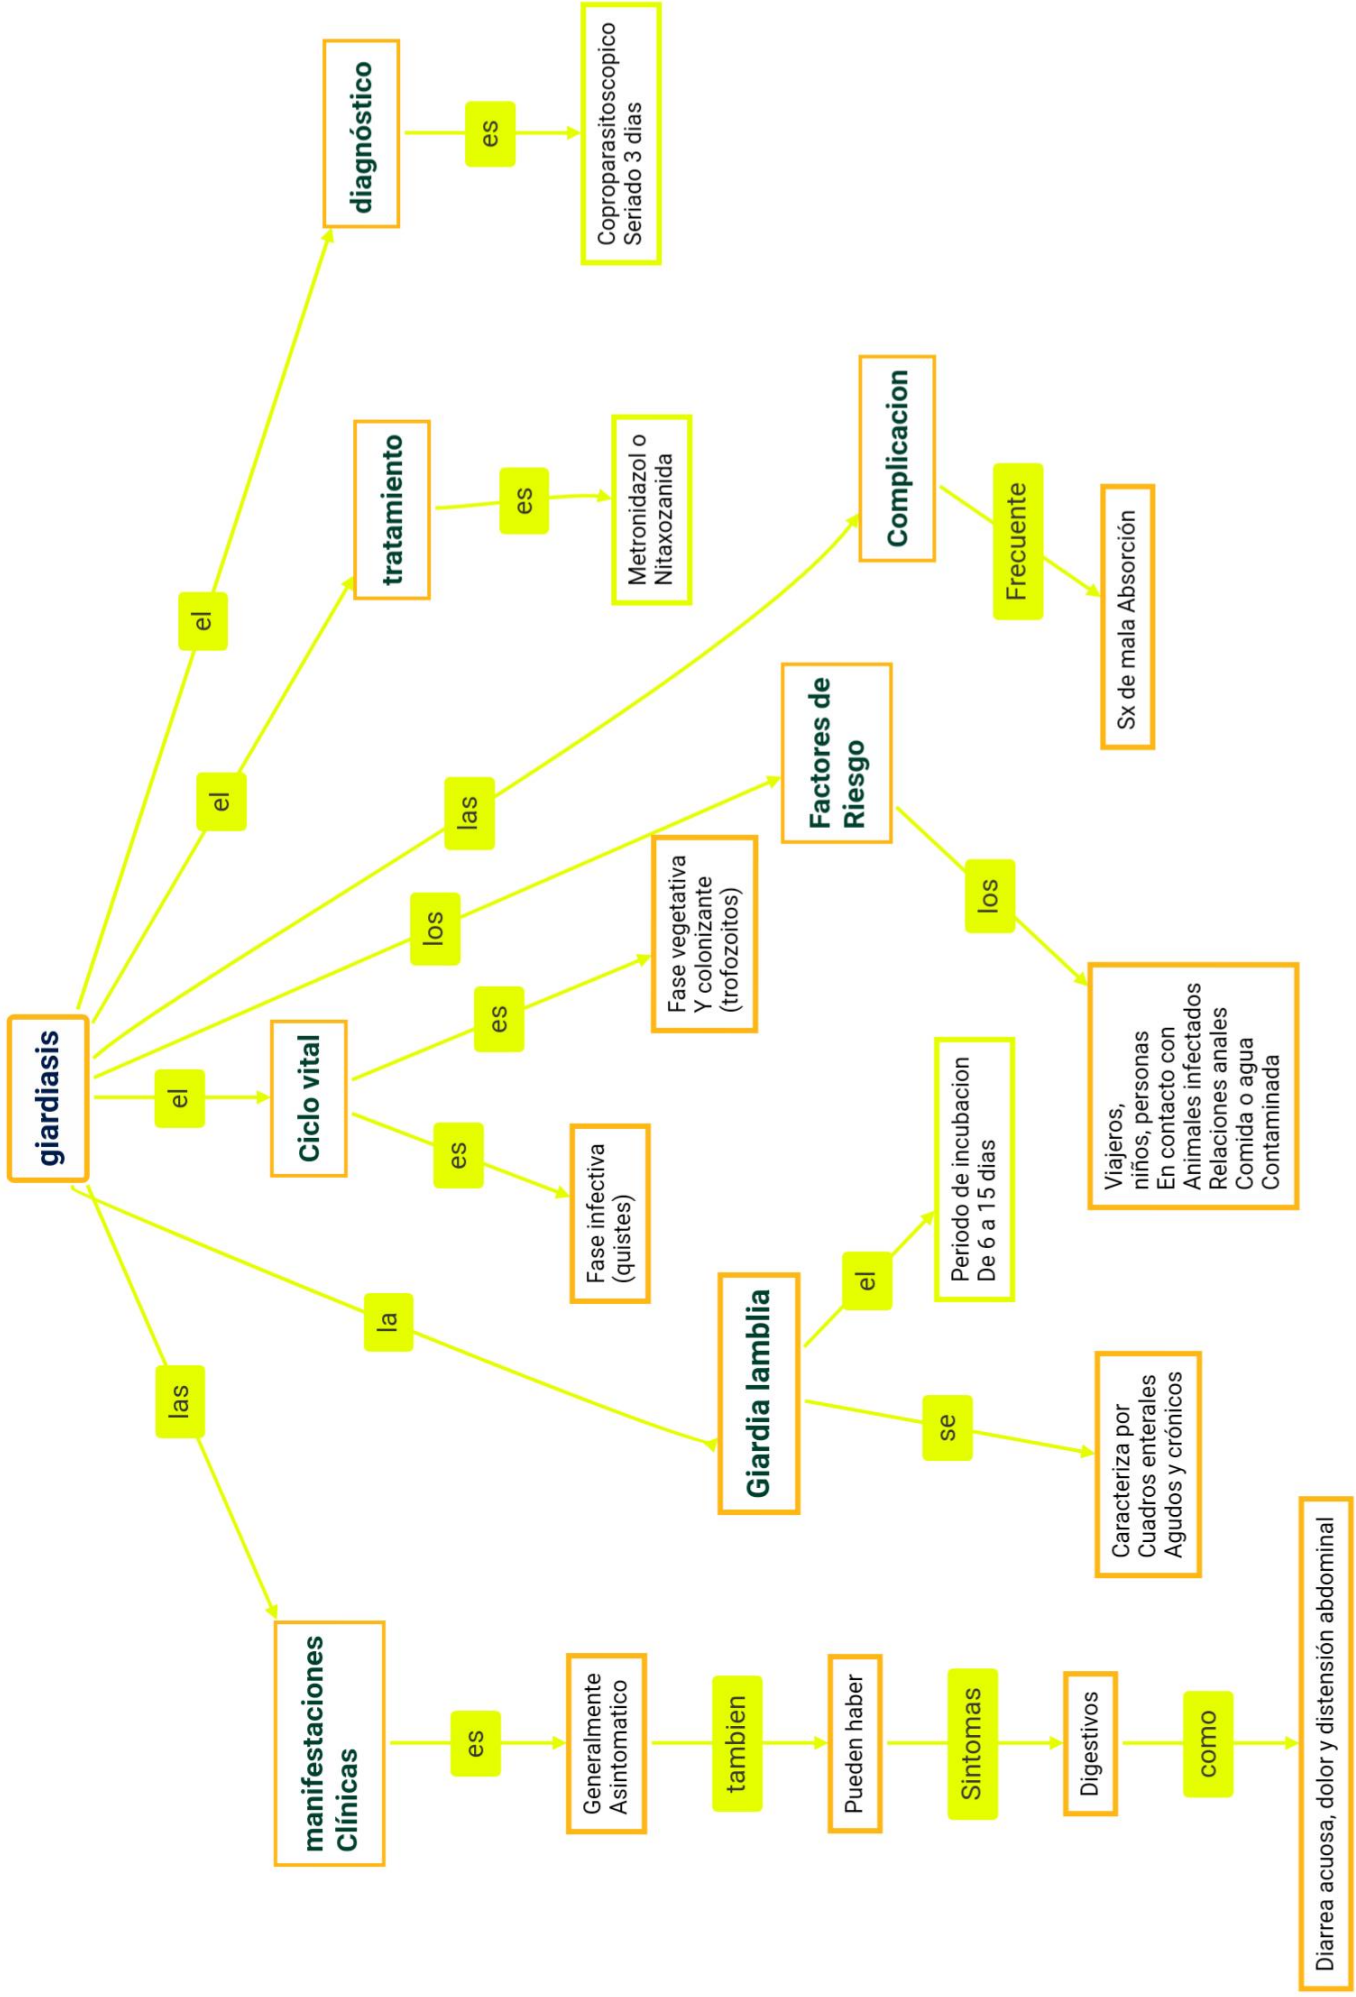 giardiasis
las
la
el
los
las
el
el
manifestaciones
Clínicas
es
Generalmente
Asintomatico
tambien
Pueden haber
Sintomas
Digestivos
como
Diarrea acuosa, dolor y distensión abdominal
Giardia lamblia
se
Caracteriza por
Cuadros enterales
Agudos y crónicos
el
Periodo de incubacion
De 6 a 15 dias
Ciclo vital
es
Fase infectiva
(quistes)
es
Fase vegetativa
Y colonizante
(trofozoitos)
Factores de
Riesgo
los
Viajeros,
niños, personas
En contacto con
Animales infectados
Relaciones anales
Comida o agua
Contaminada
Complicacion
Frecuente
Sx de mala Absorción
tratamiento
es
Metronidazol o
Nitaxozanida
diagnóstico
es
Coproparasitoscopico
Seriado 3 dias